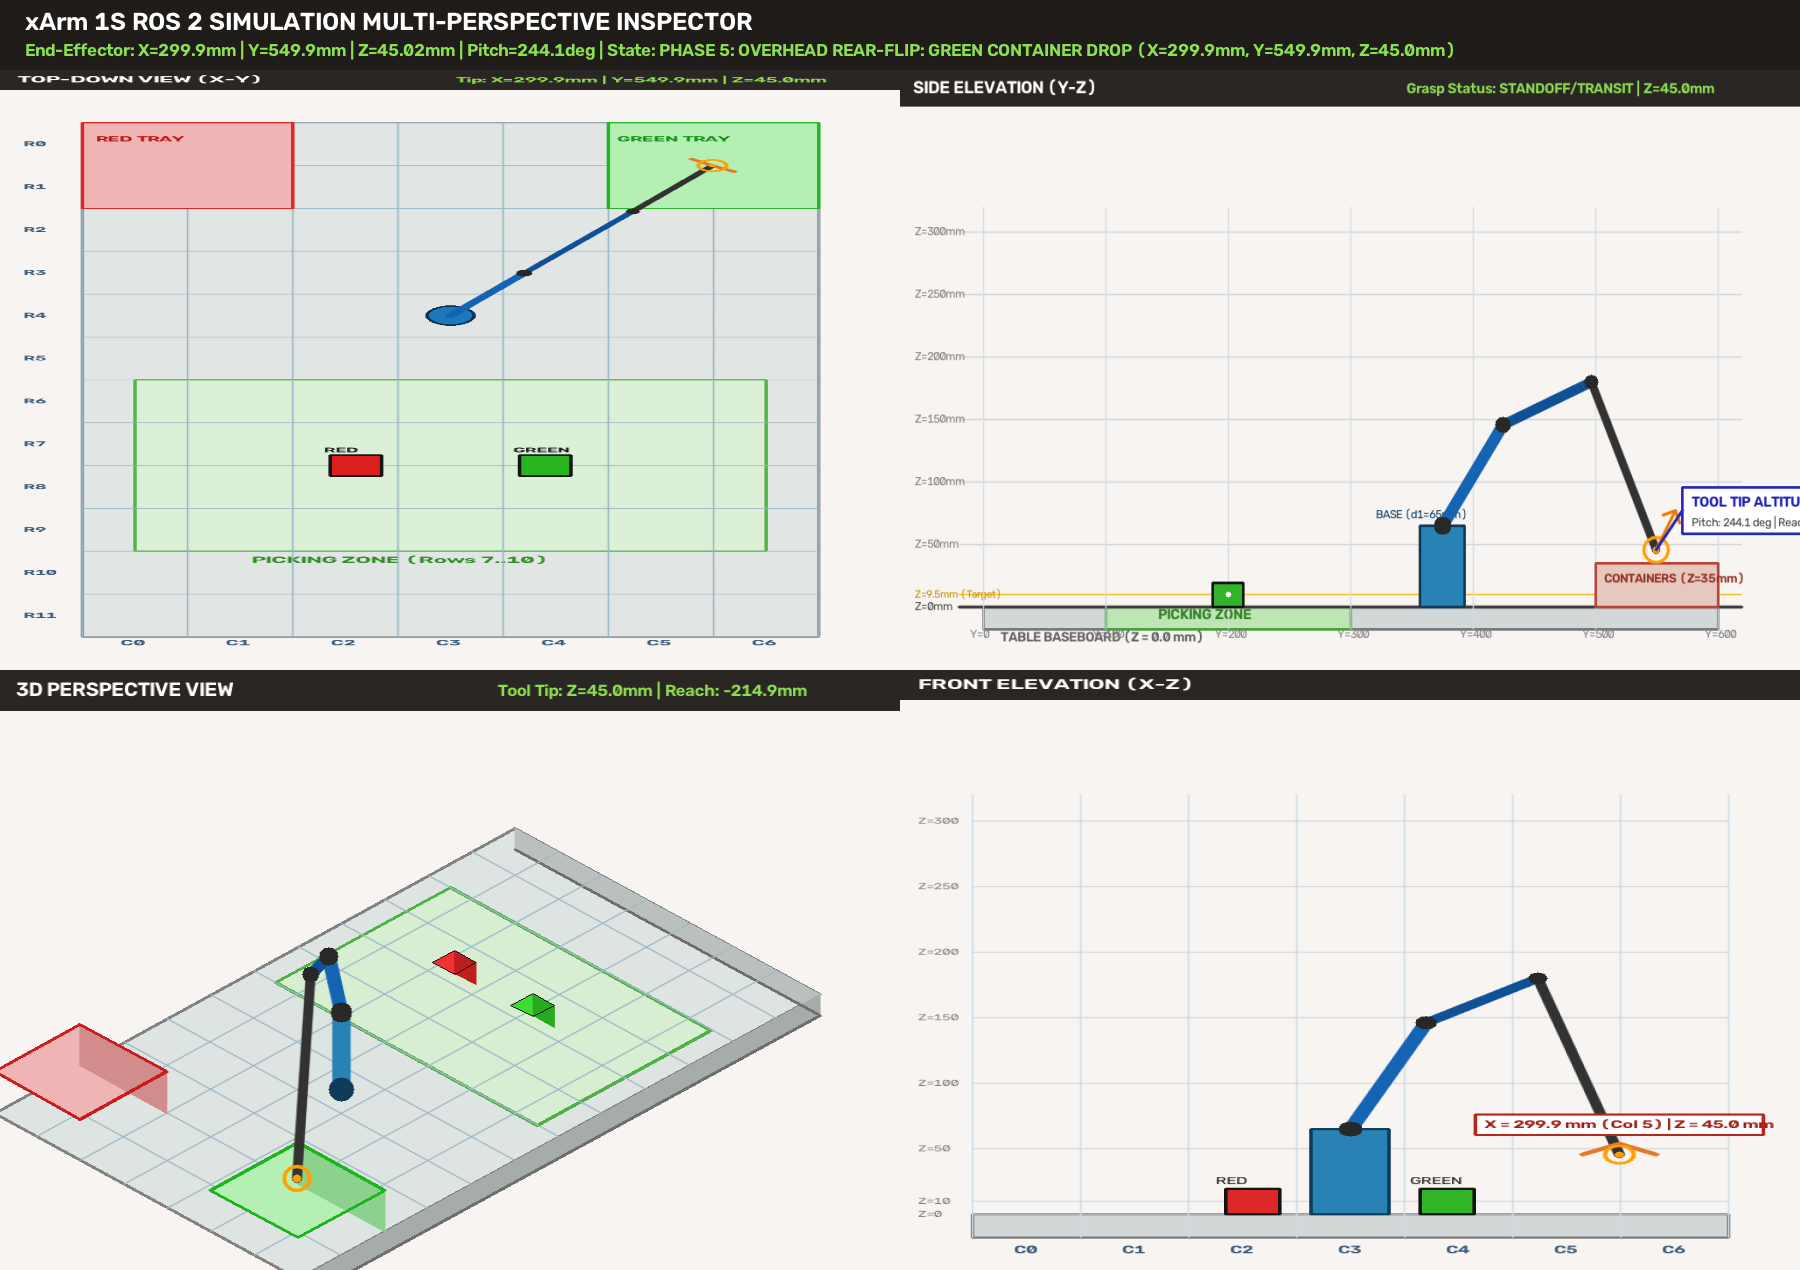 xArm 1S ROS 2 SIMULATION MULTI-PERSPECTIVE INSPECTOR
End-Effector: X=299.9mm | Y=549.9mm | Z=45.02mm | Pitch=244.1deg | State: PHASE 5: OVERHEAD REAR-FLIP: GREEN CONTAINER DROP (X=299.9mm, Y=549.9mm, Z=45.0mm)
TOP-DOWN VIEW (X-Y)
Tip: X=299.9mm | Y=549.9mm | Z=45.0mm
RED TRAY
GREEN TRAY
R0
R1
R2
R3
R4
R5
R6
R7
R8
R9
R10
R11
RED
GREEN
PICKING ZONE (Rows 7..10)
C0 C1 C2 C3 C4 C5 C6
SIDE ELEVATION (Y-Z)
Grasp Status: STANDOFF/TRANSIT | Z=45.0mm
Z=300mm
Z=250mm
Z=200mm
Z=150mm
Z=100mm
Z=50mm
Z=9.5mm (Target)
Z=0mm
BASE (d1=65mm)
TOOL TIP ALTITU
Pitch: 244.1 deg | Reac
CONTAINERS (Z=35mm)
PICKING ZONE
Y=0 Y=200 Y=300 Y=400 Y=500 Y=600
TABLE BASEBOARD (Z = 0.0 mm)
3D PERSPECTIVE VIEW
Tool Tip: Z=45.0mm | Reach: -214.9mm
FRONT ELEVATION (X-Z)
Z=300
Z=250
Z=200
Z=150
Z=100
Z=50
Z=10
Z=0
X = 299.9 mm (Col 5) | Z = 45.0 mm
RED
GREEN
C0 C1 C2 C3 C4 C5 C6